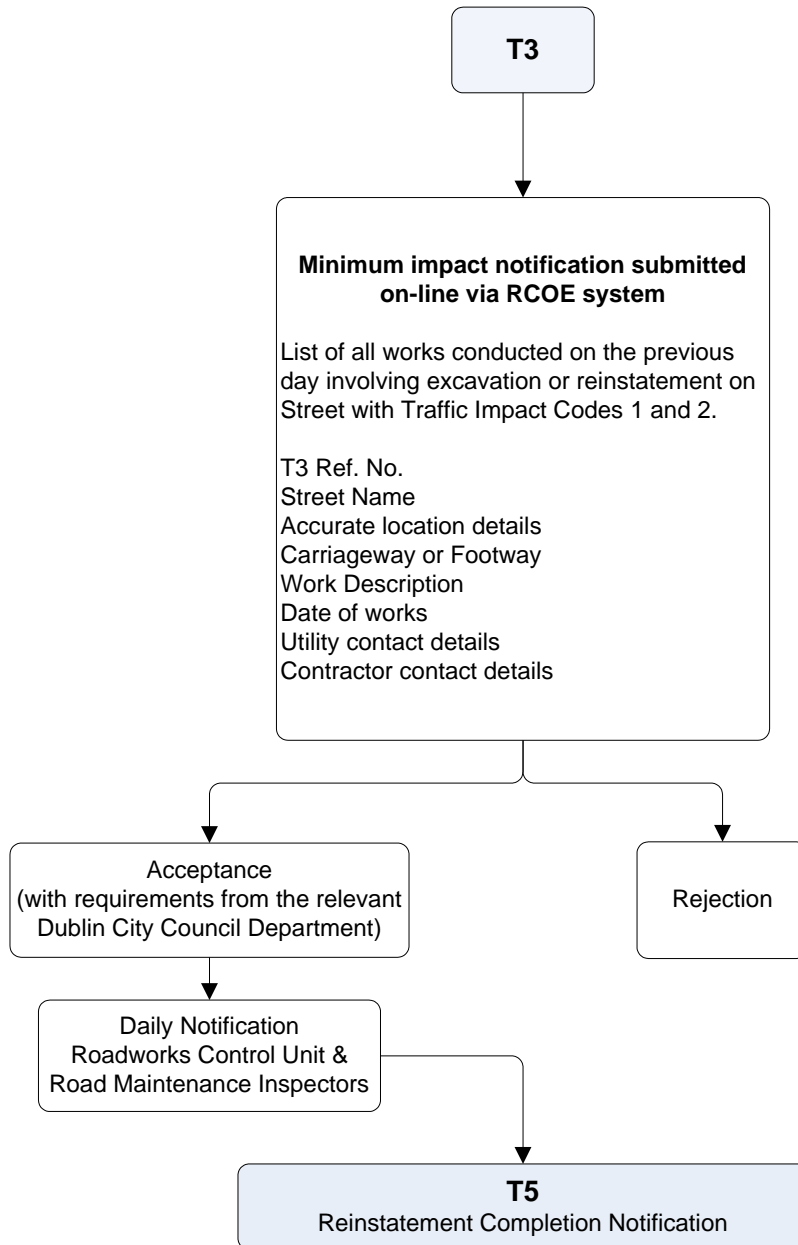 T3
Minimum impact notification submitted
on-line via RCOE system
List of all works conducted on the previous
day involving excavation or reinstatement on
Street with Traffic Impact Codes 1 and 2.
T3 Ref. No.
Street Name
Accurate location details
Carriageway or Footway
Work Description
Date of works
Utility contact details
Contractor contact details
Acceptance
(with requirements from the relevant
Dublin City Council Department)
Rejection
Daily Notification
Roadworks Control Unit &
Road Maintenance Inspectors
T5
Reinstatement Completion Notification